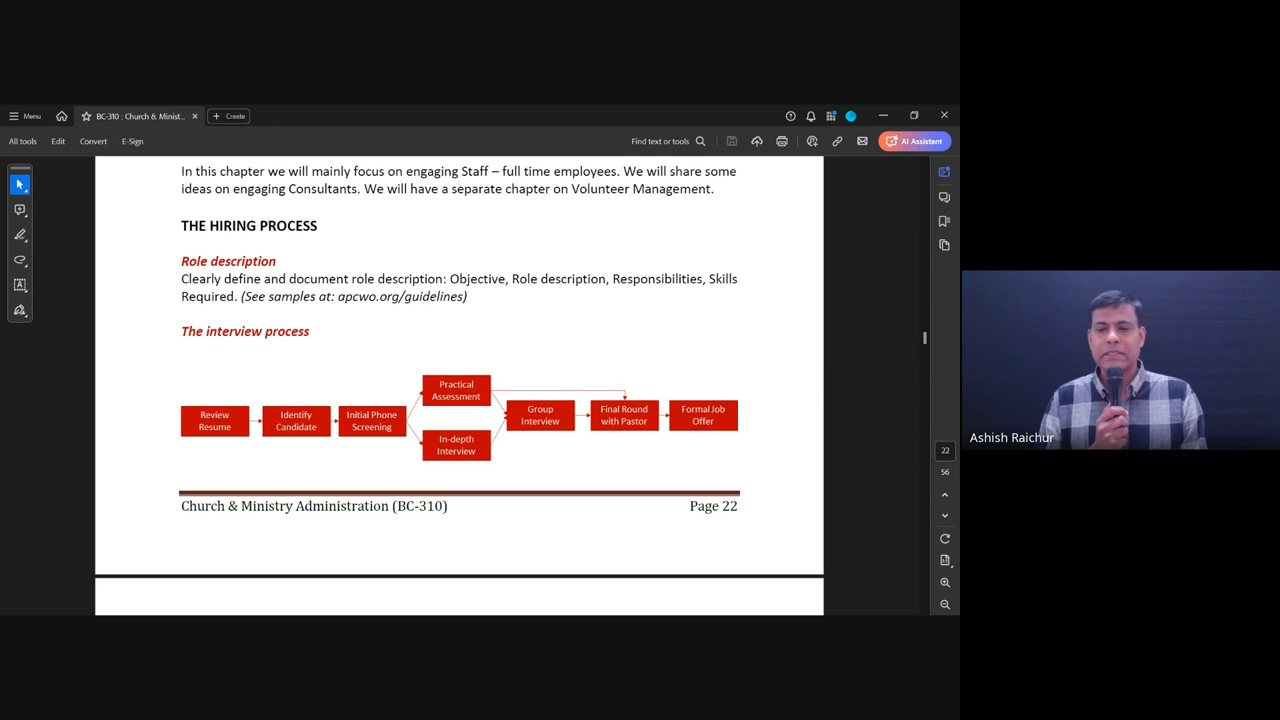 Menu
BC-310 : Church & Minist...
Create
All tools
Edit
Convert
E-Sign
Find text or tools
AI Assistant
In this chapter we will mainly focus on engaging Staff – full time employees. We will share some
ideas on engaging Consultants. We will have a separate chapter on Volunteer Management.
THE HIRING PROCESS
Role description
Clearly define and document role description: Objective, Role description, Responsibilities, Skills
Required. (See samples at: apcwo.org/guidelines)
The interview process
Review
Resume
Identify
Candidate
Initial Phone
Screening
Practical
Assessment
In-depth
Interview
Group
Interview
Final Round
with Pastor
Formal Job
Offer
Church & Ministry Administration (BC-310)
Page 22
22
56
Ashish Raichur